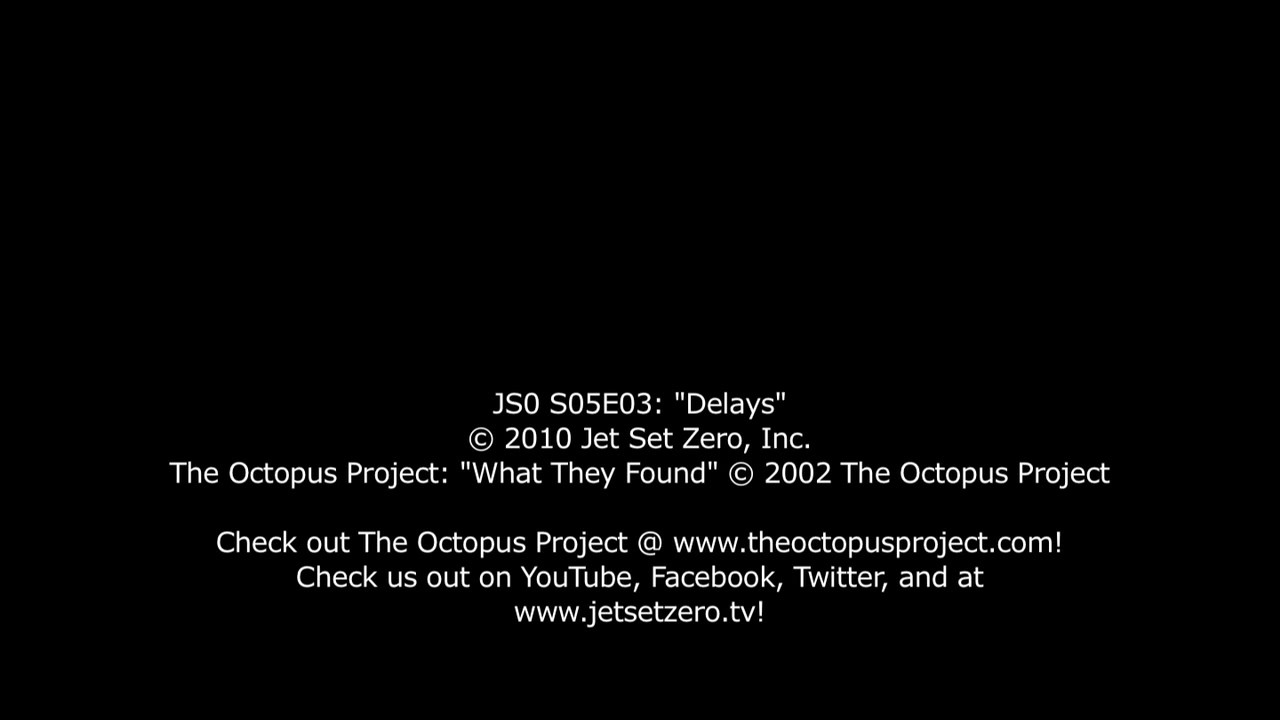 JS0 S05E03: "Delays"
© 2010 Jet Set Zero, Inc.
The Octopus Project: "What They Found" © 2002 The Octopus Project
Check out The Octopus Project @ www.theoctopusproject.com!
Check us out on YouTube, Facebook, Twitter, and at
www.jetsetzero.tv!